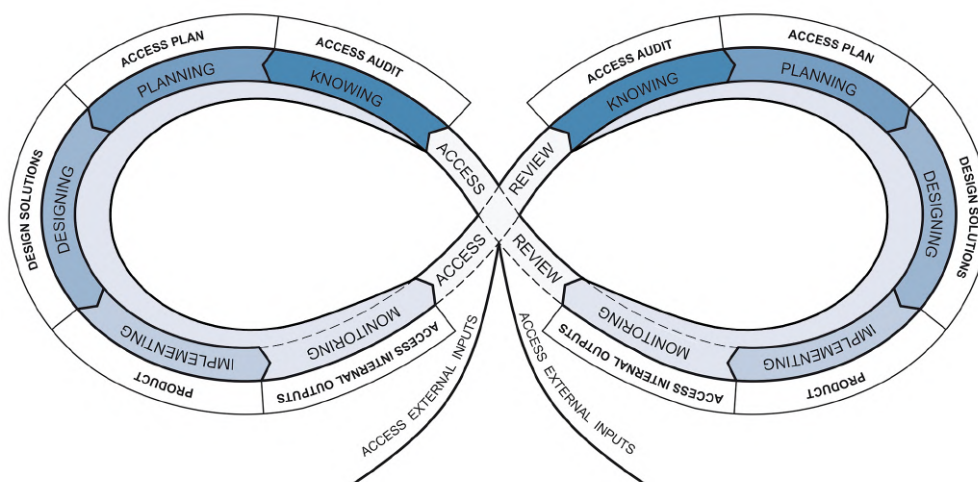 ACCESS PLAN
ACCESS AUDIT
PLANNING
KNOWING
DESIGN SOLUTIONS
DESIGNING
IMPLEMENTING
PRODUCT
MONITORING
ACCESS INTERNAL OUTPUTS
ACCESS
REVIEW
ACCESS
REVIEW
ACCESS EXTERNAL INPUTS
ACCESS EXTERNAL INPUTS
ACCESS AUDIT
ACCESS PLAN
KNOWING
PLANNING
DESIGNING
DESIGN SOLUTIONS
IMPLEMENTING
PRODUCT
MONITORING
ACCESS INTERNAL OUTPUTS